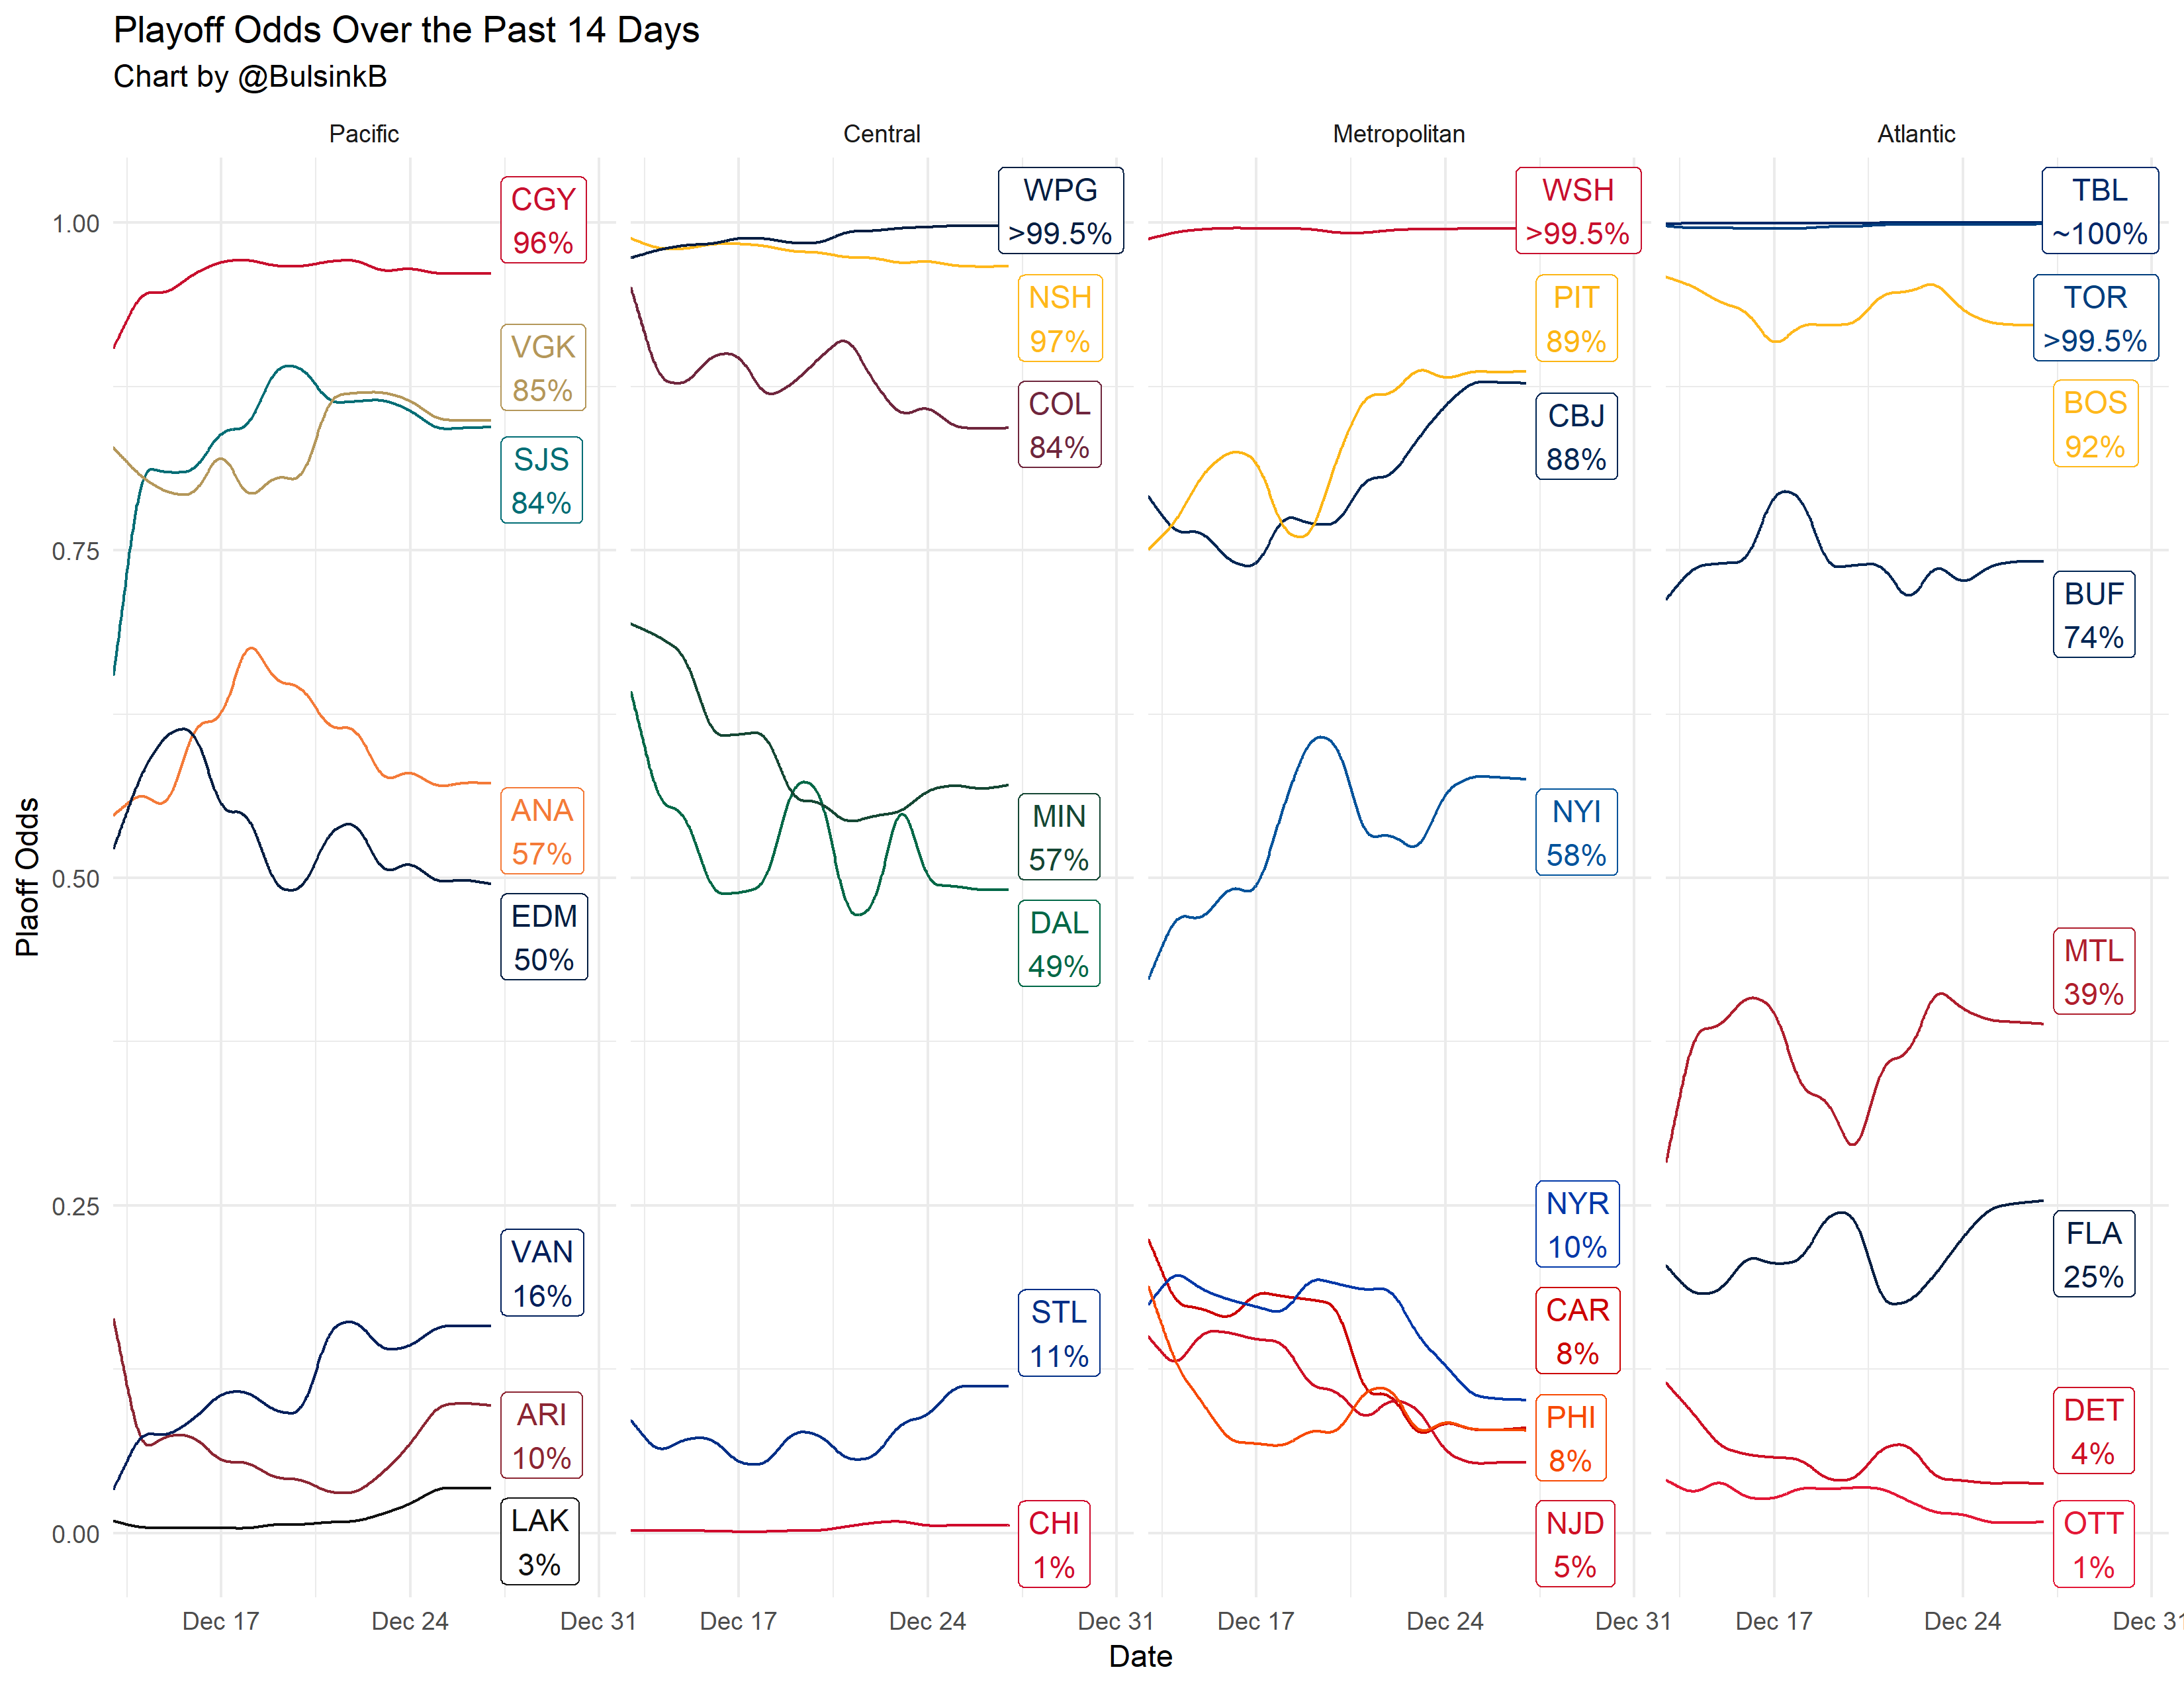 Playoff Odds Over the Past 14 Days
Chart by @BulsinkB
Pacific
Central
Metropolitan
Atlantic
Plaoff Odds
1.00
0.75
0.50
0.25
0.00
CGY
96%
VGK
85%
SJS
84%
ANA
57%
EDM
50%
VAN
16%
ARI
10%
LAK
3%
WPG
>99.5%
NSH
97%
COL
84%
MIN
57%
DAL
49%
STL
11%
CHI
1%
WSH
>99.5%
PIT
89%
CBJ
88%
NYI
58%
NYR
10%
CAR
8%
PHI
8%
NJD
5%
TBL
~100%
TOR
>99.5%
BOS
92%
BUF
74%
MTL
39%
FLA
25%
DET
4%
OTT
1%
Dec 17 Dec 24 Dec 31 Dec 17 Dec 24 Dec 31 Dec 17 Dec 24 Dec 31 Dec 17 Dec 24 Dec 31
Date